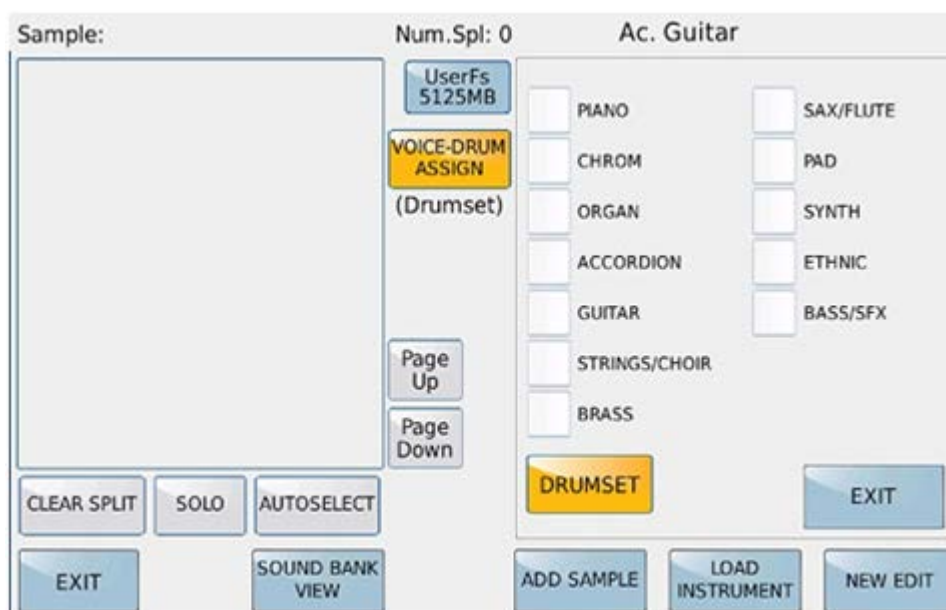 Sample:
Num.Spl: 0
Ac. Guitar
UserFs
5125MB
VOICE-DRUM
ASSIGN
(Drumset)
Page
Up
Page
Down
PIANO
CHROM
ORGAN
ACCORDION
GUITAR
STRINGS/CHOIR
BRASS
SAX/FLUTE
PAD
SYNTH
ETHNIC
BASS/SFX
DRUMSET
EXIT
CLEAR SPLIT
SOLO
AUTOSELECT
EXIT
SOUND BANK
VIEW
ADD SAMPLE
LOAD
INSTRUMENT
NEW EDIT